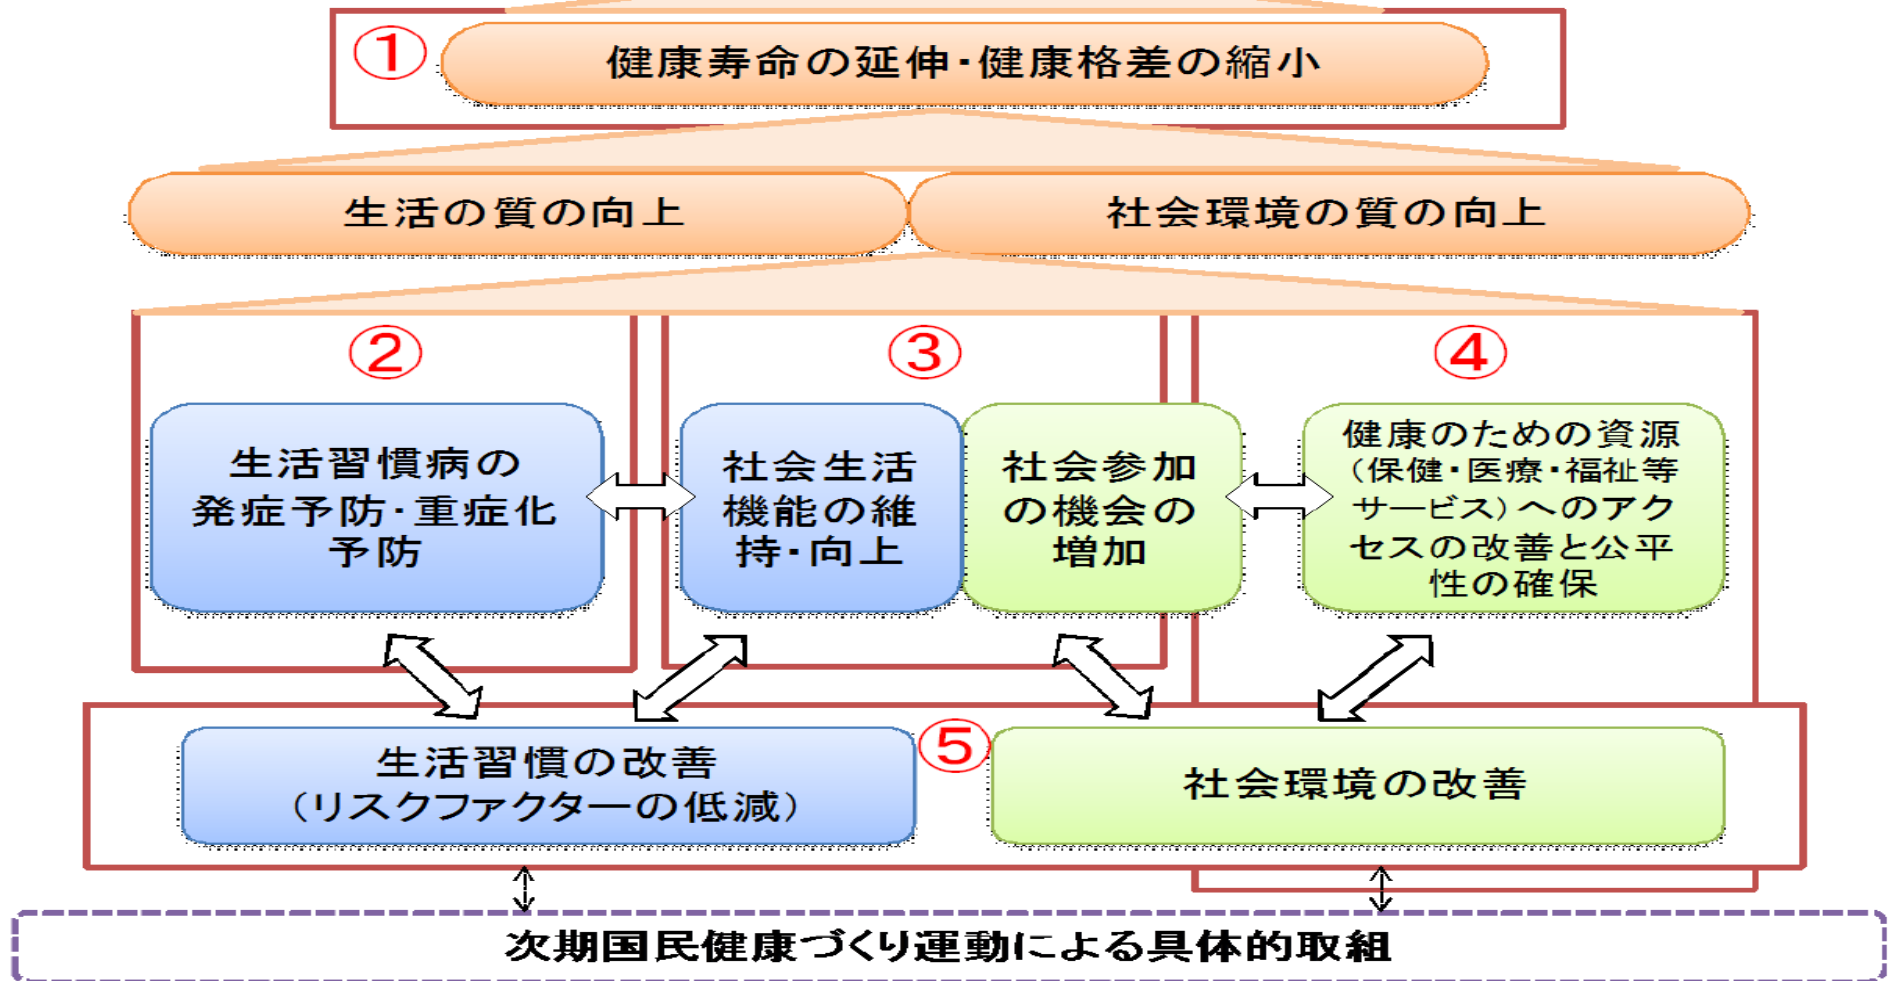 ①
健康寿命の延伸・健康格差の縮小
生活の質の向上
社会環境の質の向上
②
③
④
生活習慣病の
発症予防・重症化
予防
社会生活
機能の維
持・向上
社会参加
の機会の
増加
健康のための資源
（保健・医療・福祉等
サービス）へのアク
セスの改善と公平
性の確保
⑤
生活習慣の改善
（リスクファクターの低減）
社会環境の改善
次期国民健康づくり運動による具体的取組